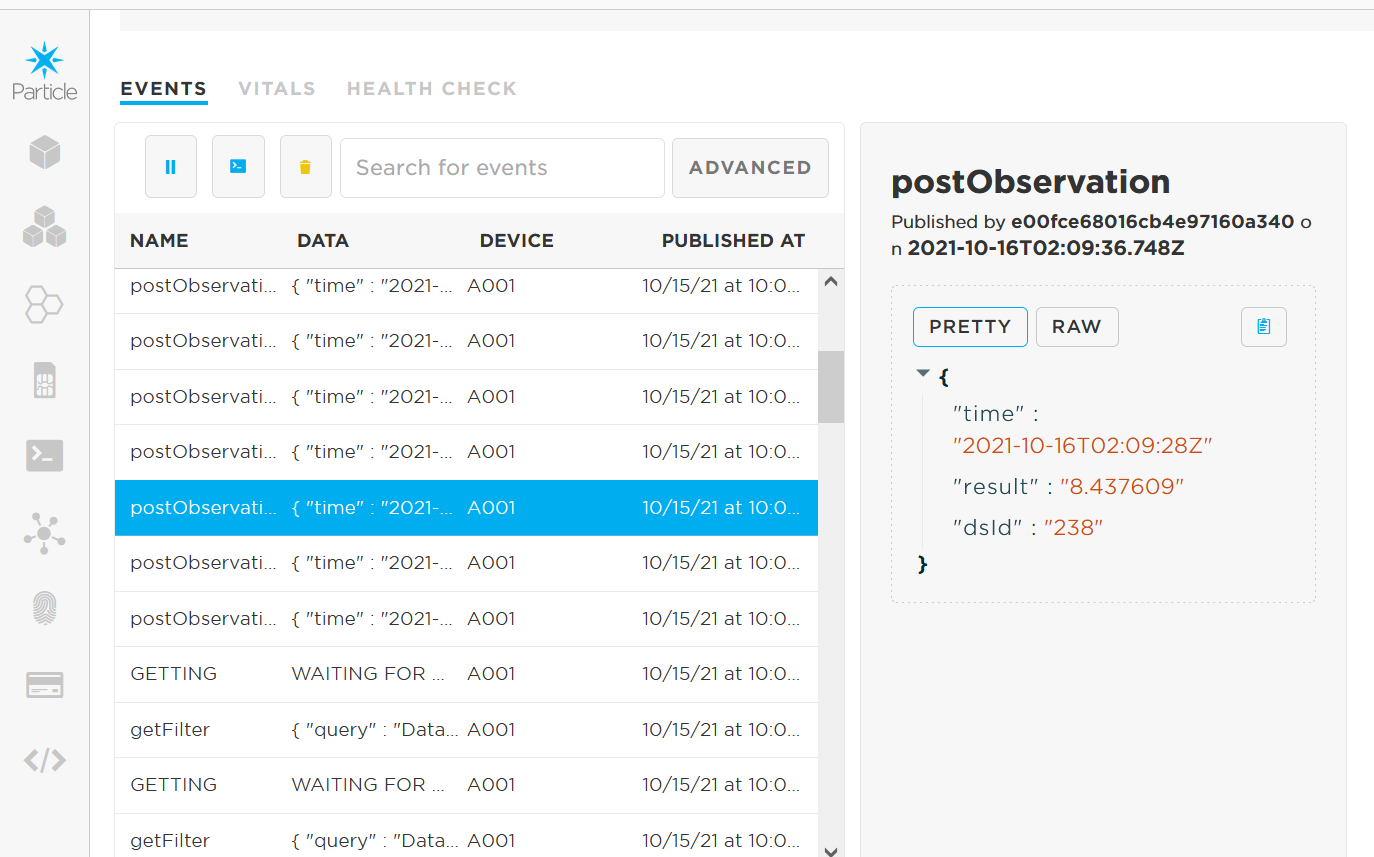 Particle
EVENTS VITALS HEALTH CHECK
Search for events ADVANCED
NAME DATA DEVICE PUBLISHED AT
postObservati... { "time" : "2021-... A001 10/15/21 at 10:0...
postObservati... { "time" : "2021-... A001 10/15/21 at 10:0...
postObservati... { "time" : "2021-... A001 10/15/21 at 10:0...
postObservati... { "time" : "2021-... A001 10/15/21 at 10:0...
postObservati... { "time" : "2021-... A001 10/15/21 at 10:0...
postObservati... { "time" : "2021-... A001 10/15/21 at 10:0...
postObservati... { "time" : "2021-... A001 10/15/21 at 10:0...
GETTING WAITING FOR ... A001 10/15/21 at 10:0...
getFilter { "query" : "Data... A001 10/15/21 at 10:0...
GETTING WAITING FOR ... A001 10/15/21 at 10:0...
getFilter { "query" : "Data... A001 10/15/21 at 10:0...
postObservation
Published by e00fce68016cb4e97160a340 o
n 2021-10-16T02:09:36.748Z
PRETTY RAW
{
"time" :
"2021-10-16T02:09:28Z"
"result" : "8.437609"
"dsId" : "238"
}